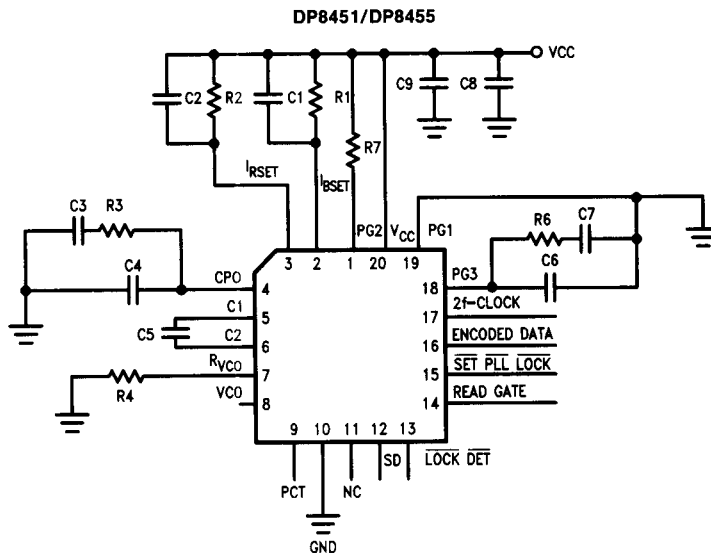 DP8451/DP8455
VCC
C2 R2 C1 R1 C9 C8
R7
IRSET IBSET
C3 R3
PG2 VCC PG1
R6 C7
C4
3 2 1 20 19
C6
CPO 4 18 PG3
2f-CLOCK
C1 5 17
ENCODED DATA
C5 C2 6 16
SET PLL LOCK
RVCO 7 15
READ GATE
R4 VCO 8 14
9 10 11 12 13
SD LOCK DET
PCT NC
GND